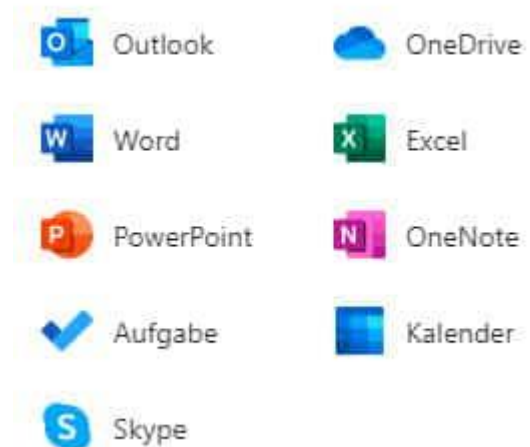 O Outlook
OneDrive
W Word
X Excel
P PowerPoint
N OneNote
Aufgabe
Kalender
S Skype